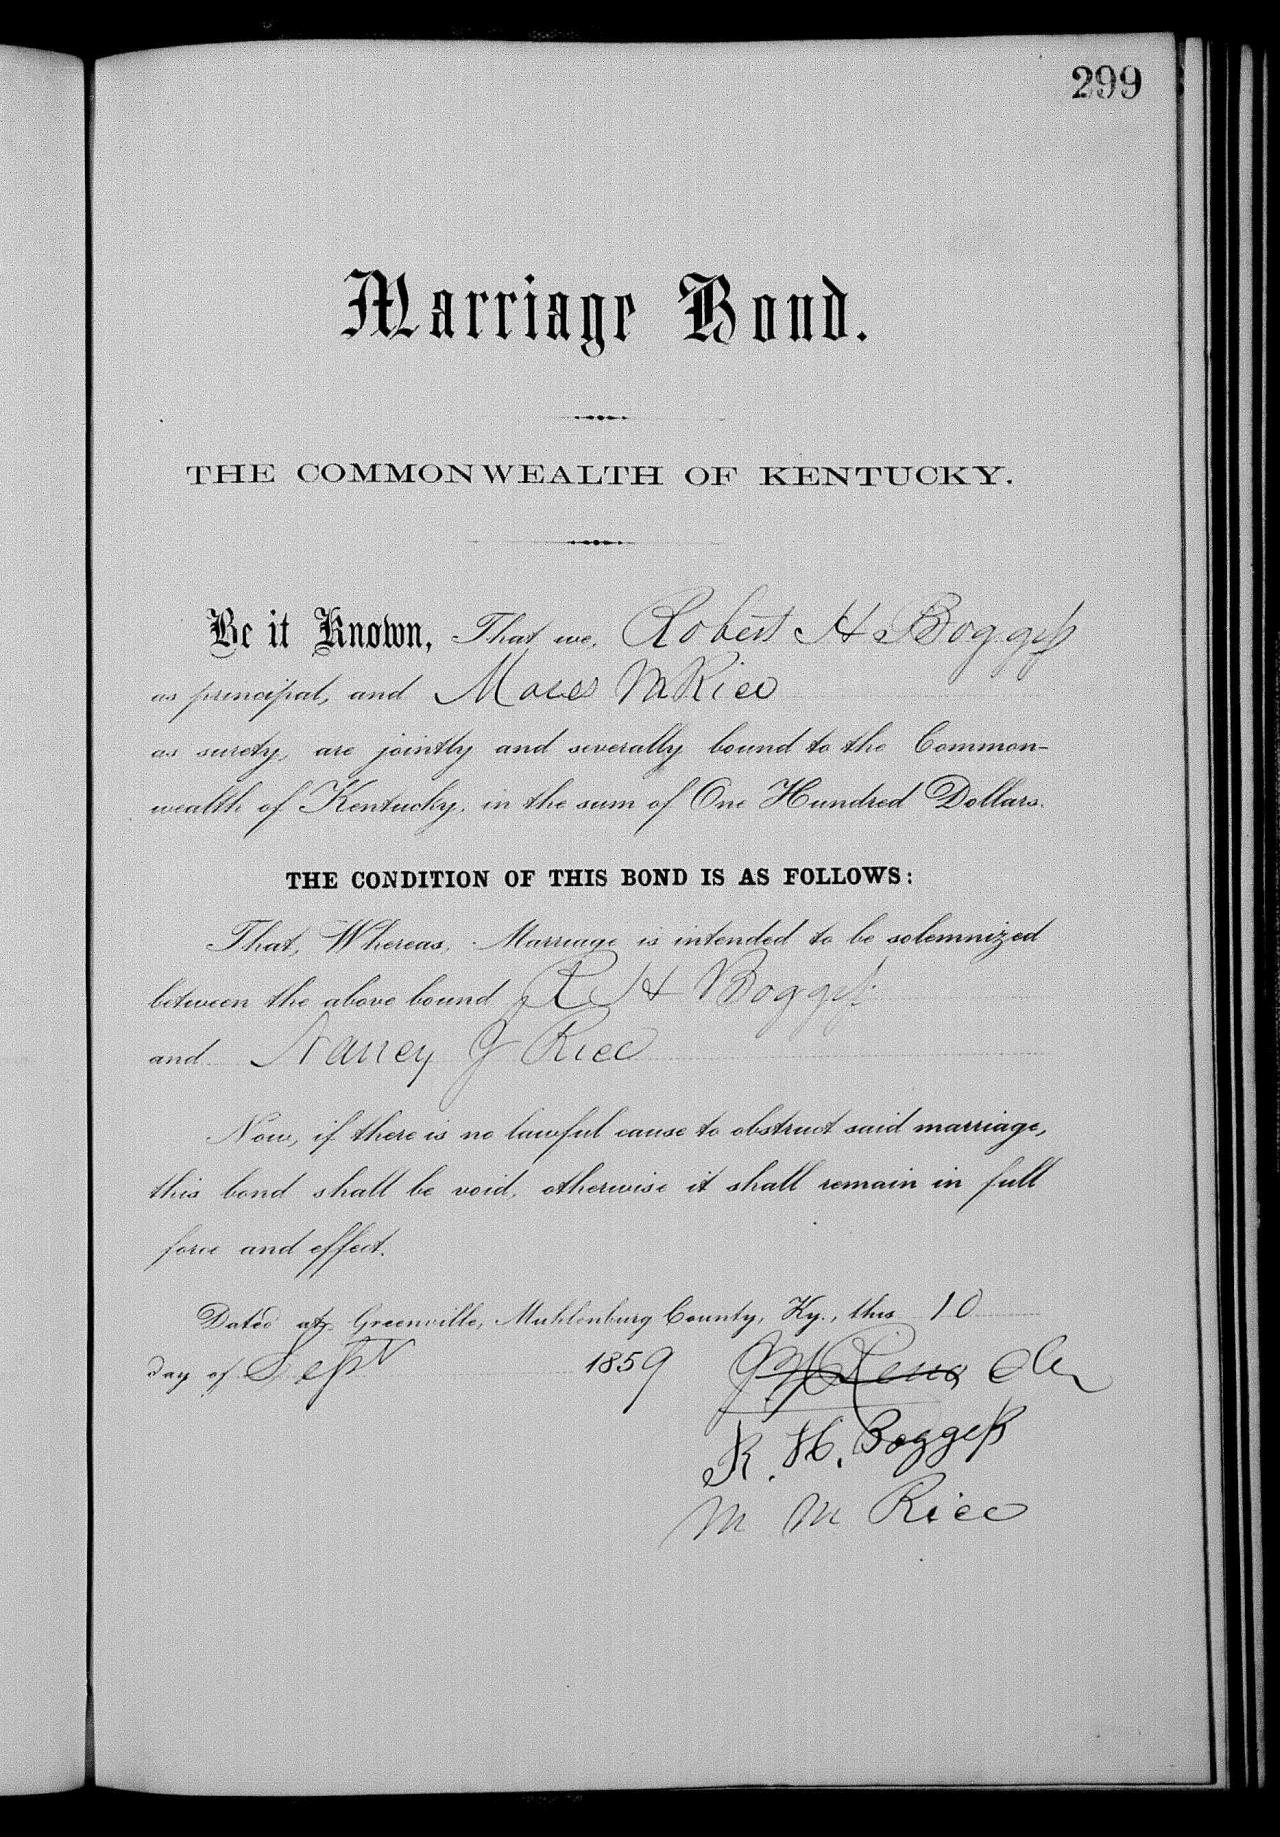 299
Marriage Bond.
THE COMMONWEALTH OF KENTUCKY.
Be it Known, That we, Robert H Boggess
as principal, and Moses M Rice
as surety, are jointly and severally bound to the Common-
wealth of Kentucky, in the sum of One Hundred Dollars.
THE CONDITION OF THIS BOND IS AS FOLLOWS:
That, Whereas, Marriage is intended to be solemnized
between the above bound R H Boggess
and Nancy J Rice
Now, if there is no lawful cause to obstruct said marriage,
this bond shall be void, otherwise it shall remain in full
force and effect.
Dated at Greenville, Muhlenburg County, Ky., this 10
day of Sept 1859
R. H. Boggess
M M Rice